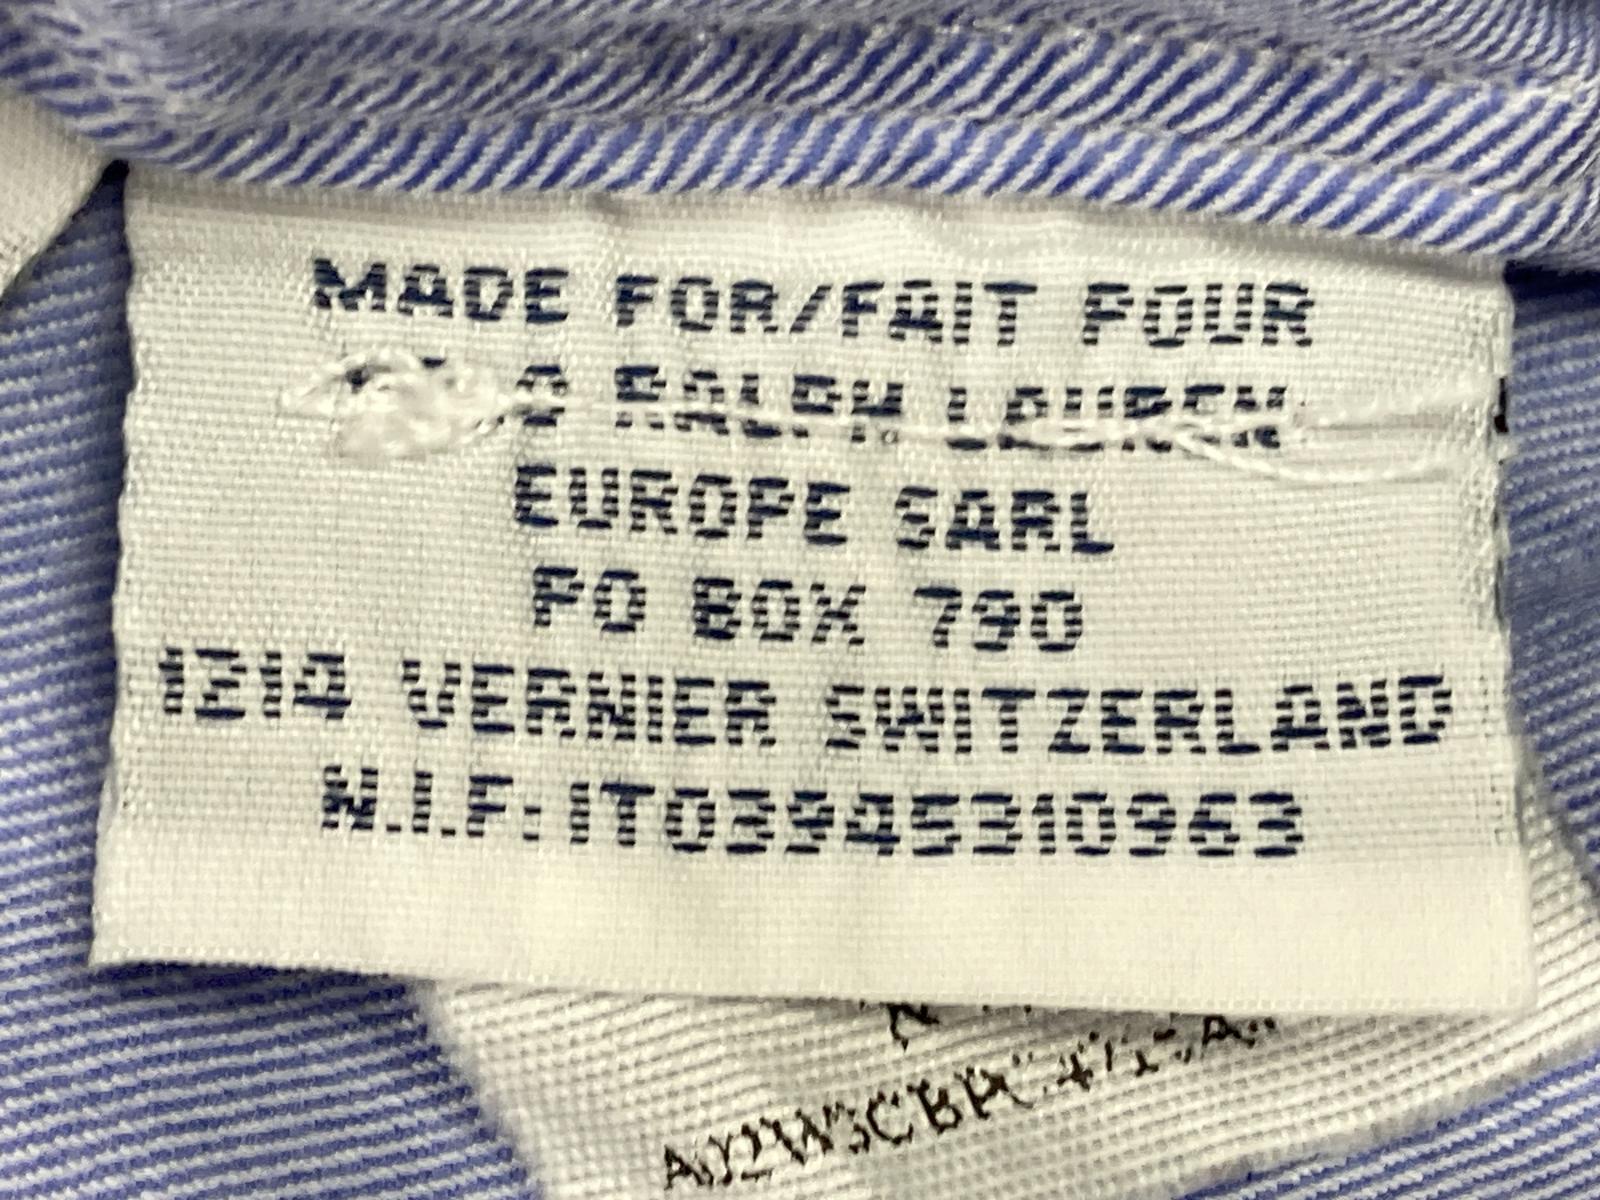 MADE FOR/FAIT POUR
RALPH LAUREN
EUROPE SARL
PO BOX 790
1214 VERNIER SWITZERLAND
N.I.F: IT03945310963